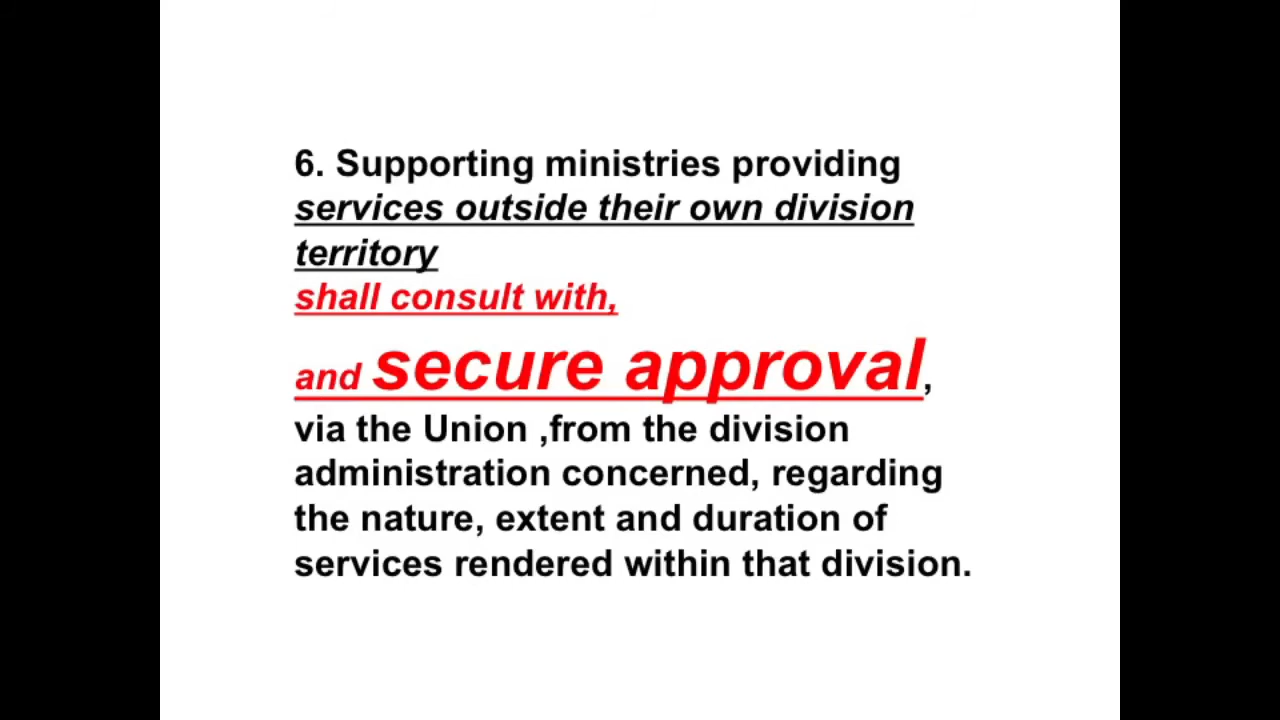 6. Supporting ministries providing
services outside their own division
territory
shall consult with,
and secure approval,
via the Union ,from the division
administration concerned, regarding
the nature, extent and duration of
services rendered within that division.